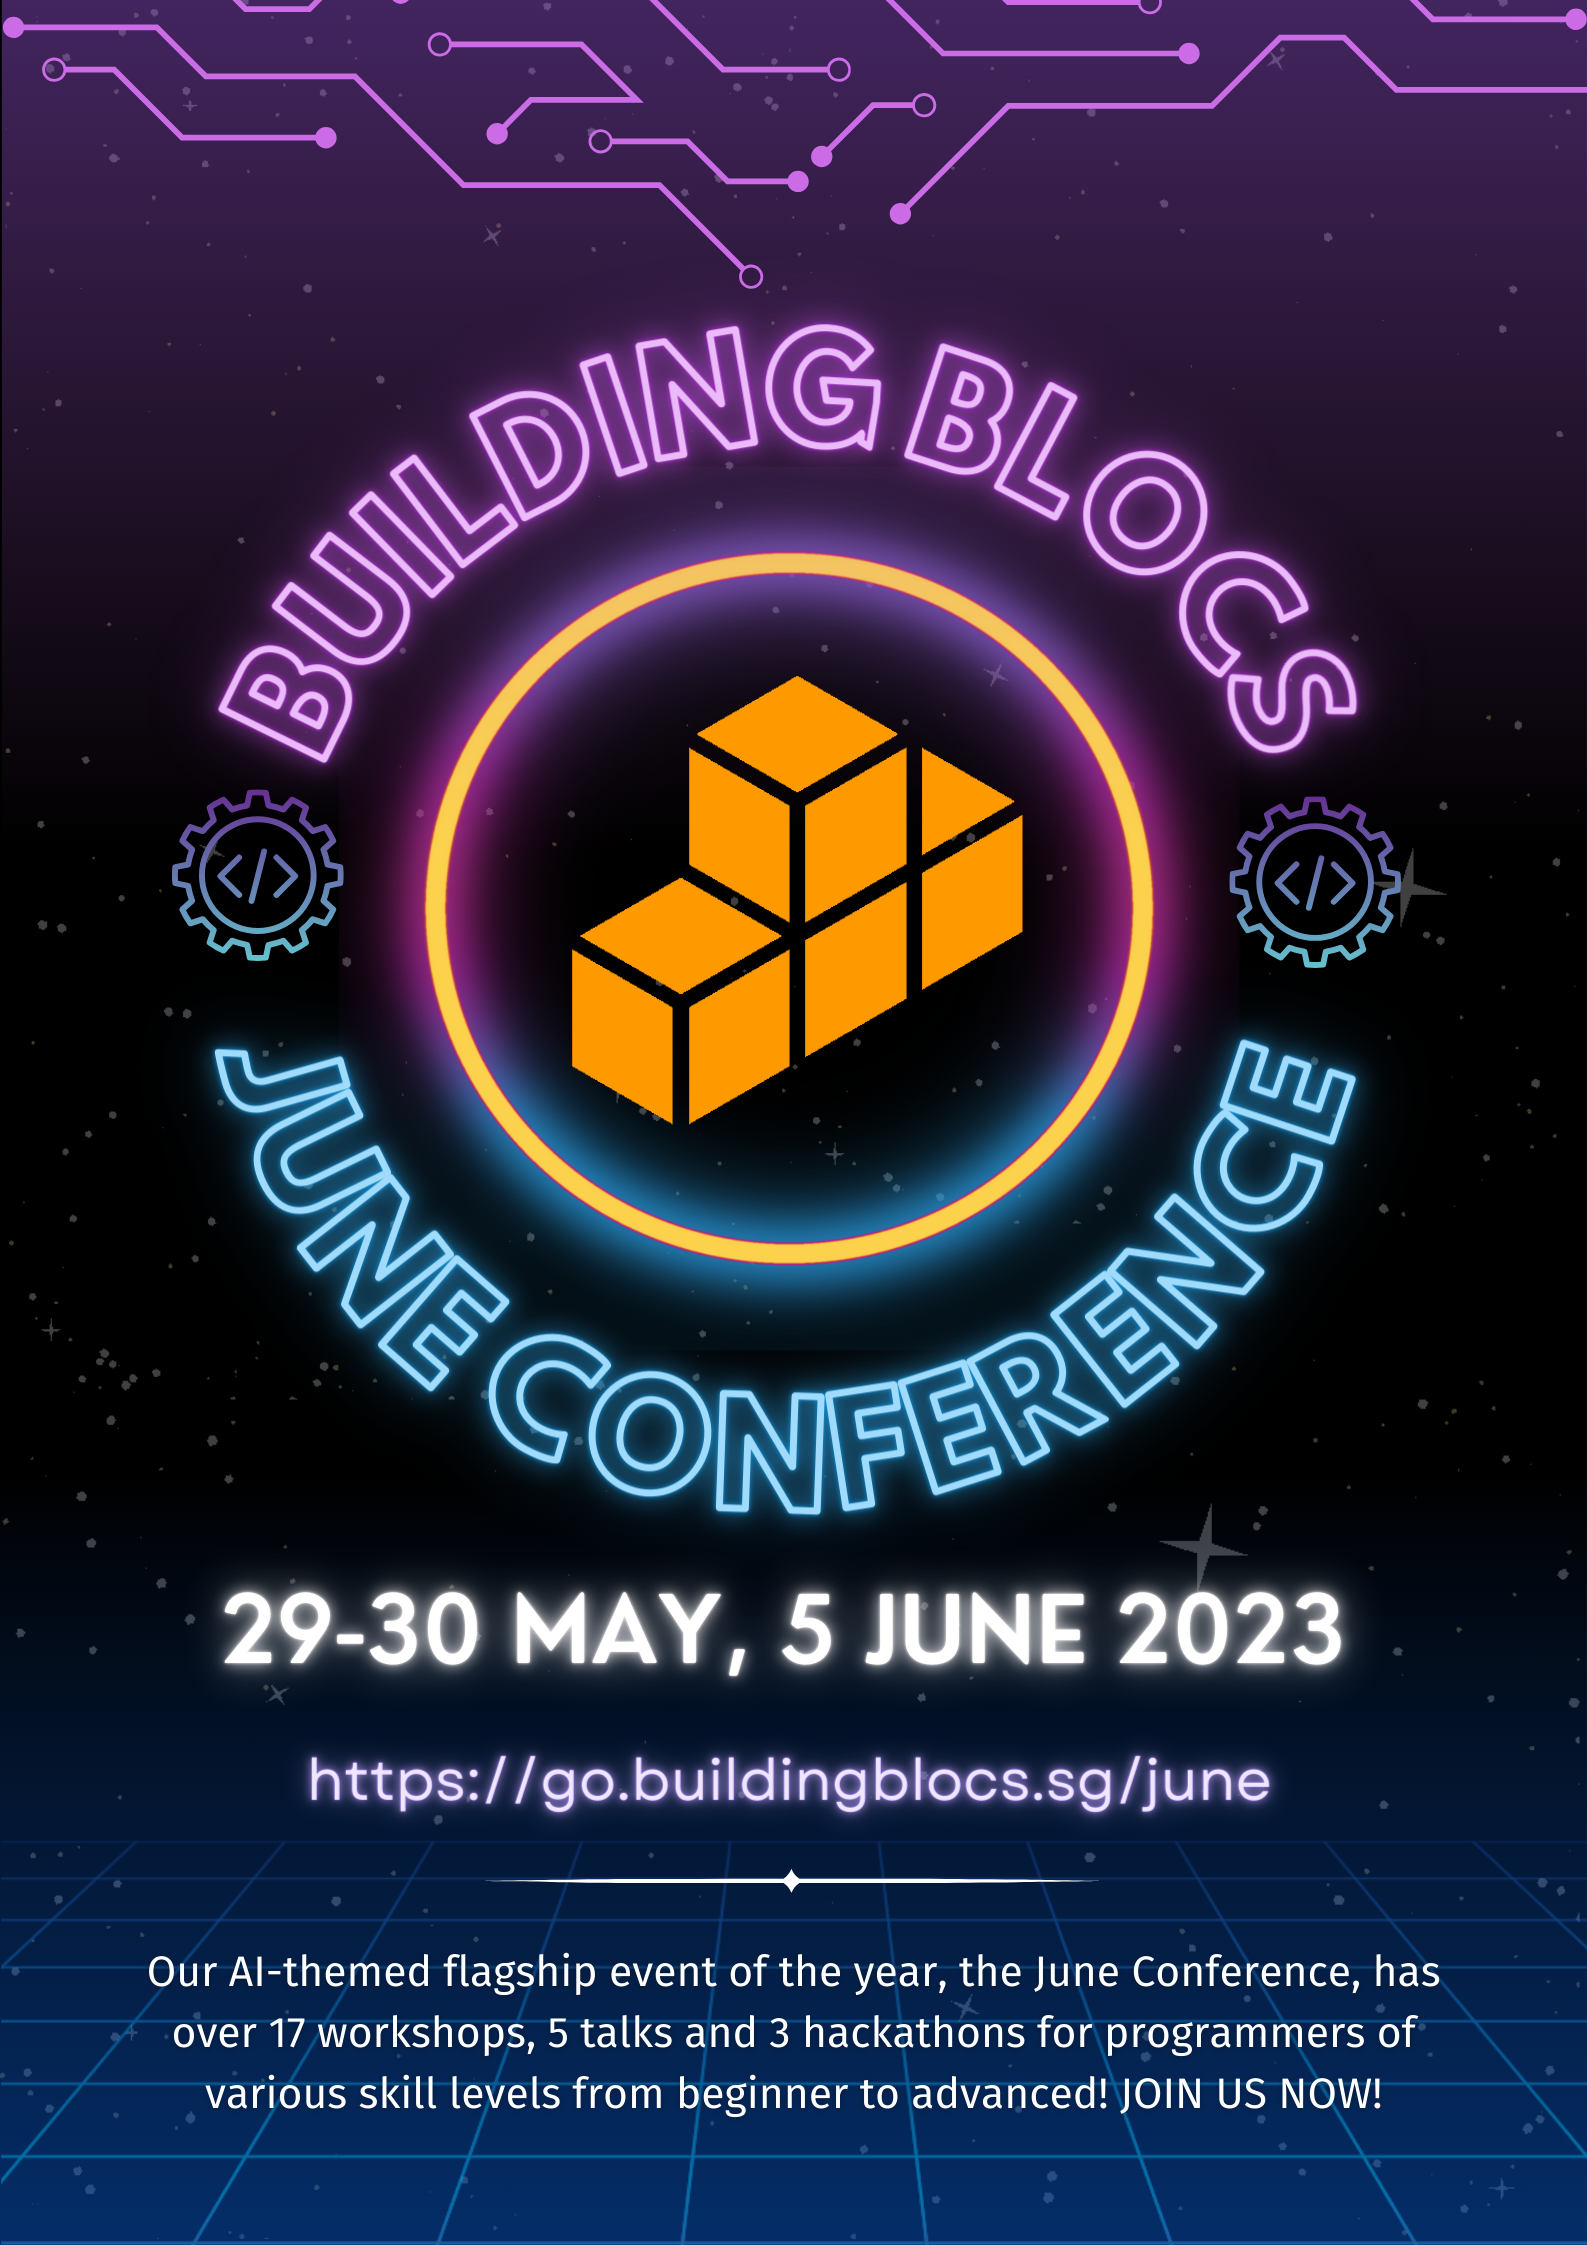 BUILDING BLOCS
</>
</>
JUNE CONFERENCE
29-30 MAY, 5 JUNE 2023
https://go.buildingblocs.sg/june
Our AI-themed flagship event of the year, the June Conference, has
over 17 workshops, 5 talks and 3 hackathons for programmers of
various skill levels from beginner to advanced! JOIN US NOW!